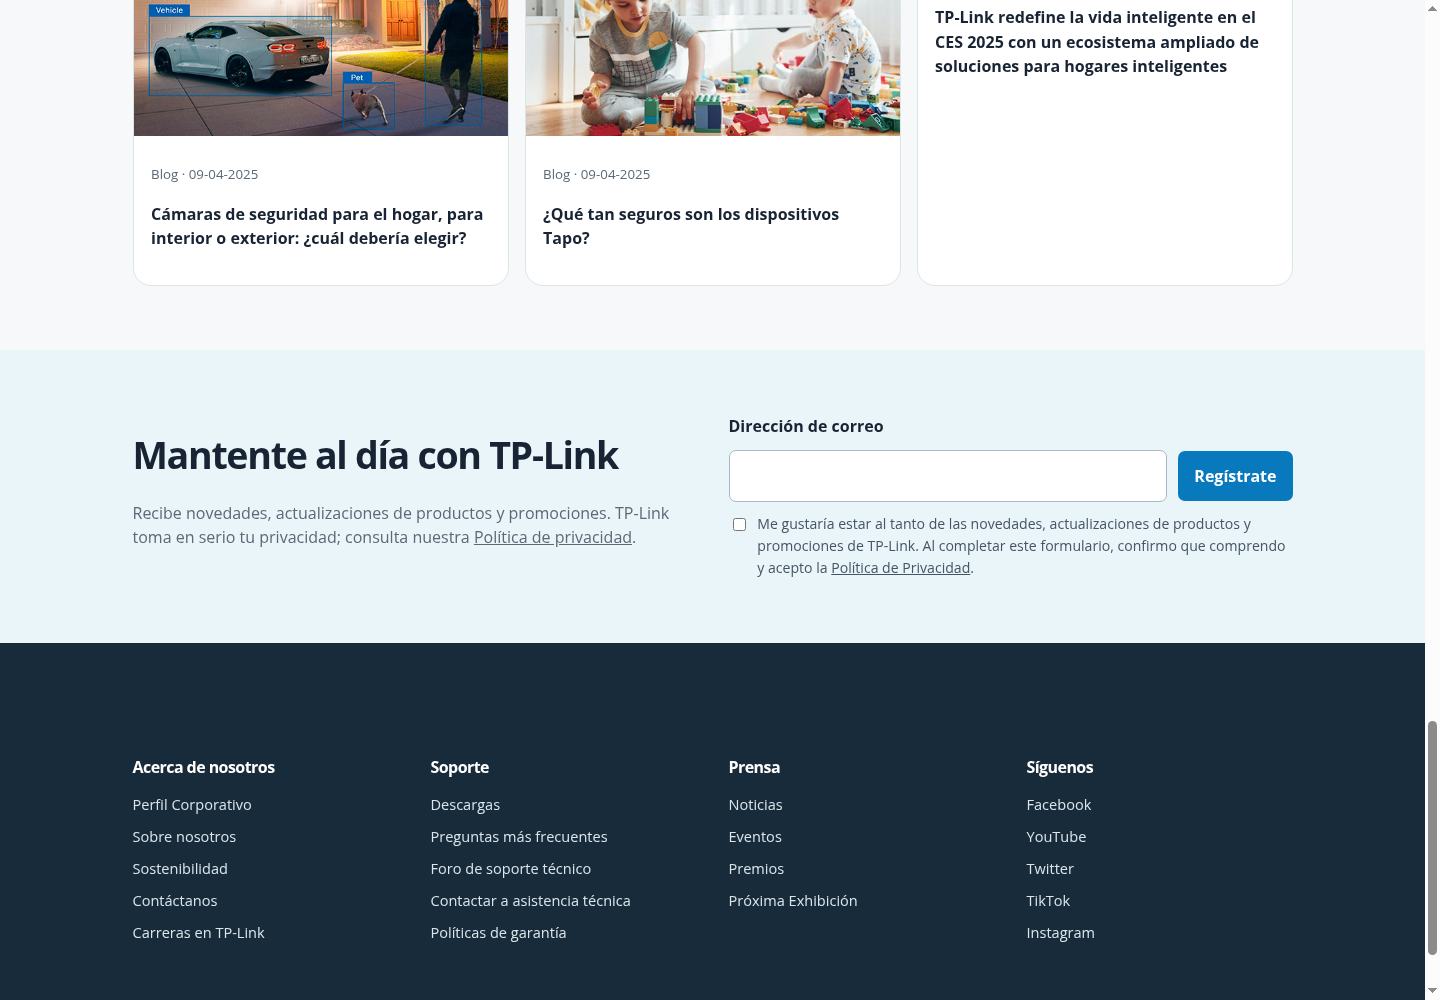 Vehicle
Pet
Blog · 09-04-2025
Cámaras de seguridad para el hogar, para
interior o exterior: ¿cuál debería elegir?
Blog · 09-04-2025
¿Qué tan seguros son los dispositivos
Tapo?
TP-Link redefine la vida inteligente en el
CES 2025 con un ecosistema ampliado de
soluciones para hogares inteligentes
Mantente al día con TP-Link
Recibe novedades, actualizaciones de productos y promociones. TP-Link
toma en serio tu privacidad; consulta nuestra Política de privacidad.
Dirección de correo
Regístrate
Me gustaría estar al tanto de las novedades, actualizaciones de productos y
promociones de TP-Link. Al completar este formulario, confirmo que comprendo
y acepto la Política de Privacidad.
Acerca de nosotros
Perfil Corporativo
Sobre nosotros
Sostenibilidad
Contáctanos
Carreras en TP-Link
Soporte
Descargas
Preguntas más frecuentes
Foro de soporte técnico
Contactar a asistencia técnica
Políticas de garantía
Prensa
Noticias
Eventos
Premios
Próxima Exhibición
Síguenos
Facebook
YouTube
Twitter
TikTok
Instagram